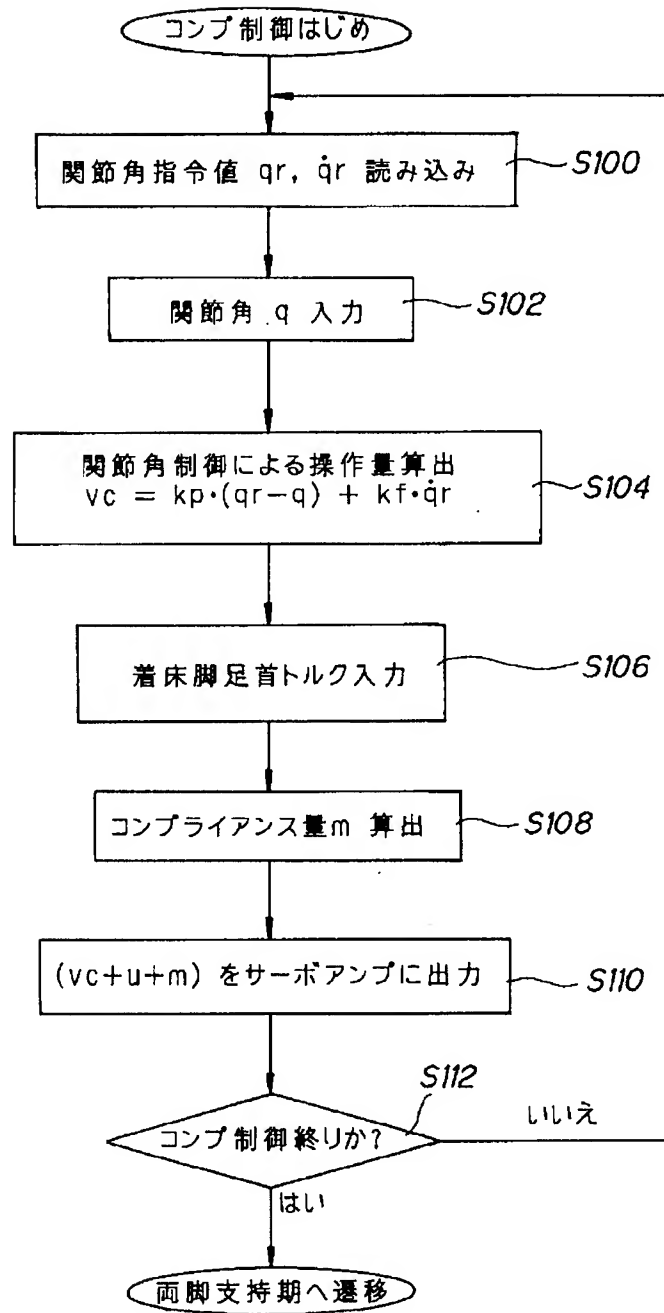 コンプ制御はじめ
関節角指令値 qr, q̇r 読み込み
S100
関節角 q 入力
S102
関節角制御による操作量算出
vc = kp·(qr−q) + kf·q̇r
S104
着床脚足首トルク入力
S106
コンプライアンス量m 算出
S108
(vc+u+m) をサーボアンプに出力
S110
S112
コンプ制御終りか?
いいえ
はい
両脚支持期へ遷移